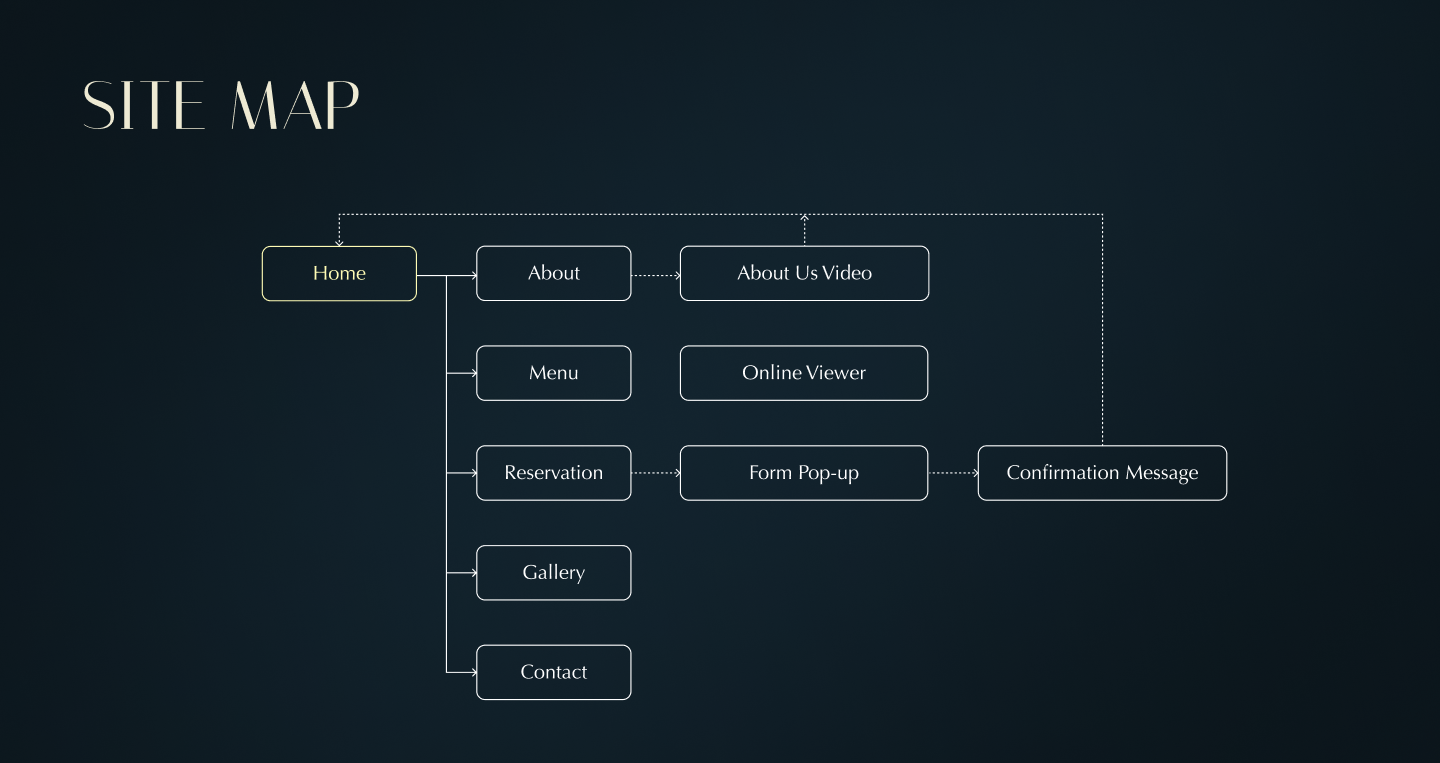 SITE MAP
Home
About
About Us Video
Menu
Online Viewer
Reservation
Form Pop-up
Confirmation Message
Gallery
Contact